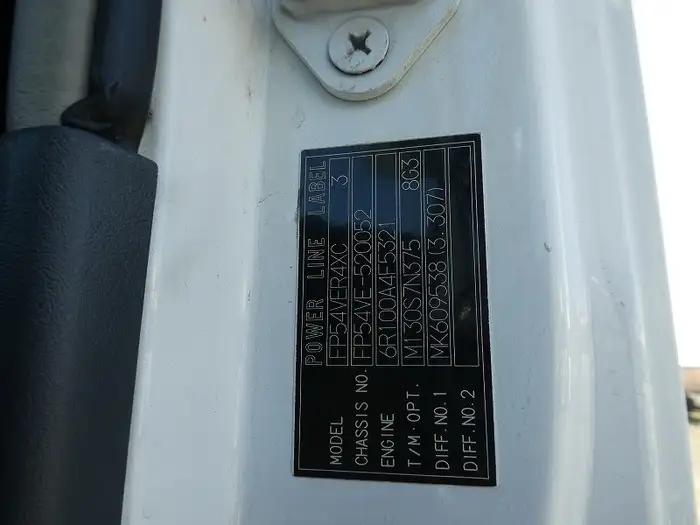 POWER LINE LABEL
MODEL FP54VER4XC 3
CHASSIS NO. FP54VE-520052
ENGINE 6R100A4F5321
T/M·OPT. M130S7N375 8G3
DIFF.NO.1 MK609538(3.307)
DIFF.NO.2